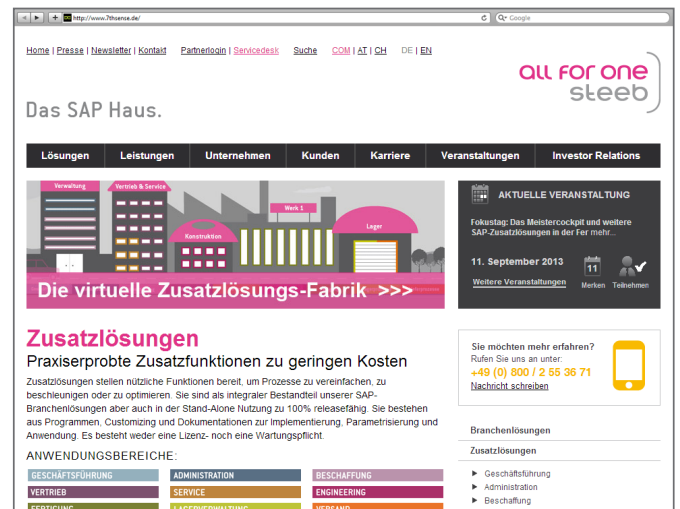 http://www.7thsense.de/
Google
Home | Presse | Newsletter | Kontakt Partnerlogin | Servicedesk Suche COM | AT | CH DE | EN
all for one
steeb
Das SAP Haus.
Lösungen Leistungen Unternehmen Kunden Karriere Veranstaltungen Investor Relations
Verwaltung
Vertrieb & Service
Werk 1
Konstruktion
Lager
Die virtuelle Zusatzlösungs-Fabrik >>>
AKTUELLE VERANSTALTUNG
Fokustag: Das Meistercockpit und weitere
SAP-Zusatzlösungen in der Fer mehr...
11. September 2013
11
Weitere Veranstaltungen
Merken Teilnehmen
Zusatzlösungen
Praxiserprobte Zusatzfunktionen zu geringen Kosten
Zusatzlösungen stellen nützliche Funktionen bereit, um Prozesse zu vereinfachen, zu
beschleunigen oder zu optimieren. Sie sind als integraler Bestandteil unserer SAP-
Branchenlösungen aber auch in der Stand-Alone Nutzung zu 100% releasefähig. Sie bestehen
aus Programmen, Customizing und Dokumentationen zur Implementierung, Parametrisierung und
Anwendung. Es besteht weder eine Lizenz- noch eine Wartungspflicht.
ANWENDUNGSBEREICHE:
GESCHÄFTSFÜHRUNG ADMINISTRATION BESCHAFFUNG
VERTRIEB SERVICE ENGINEERING
FERTIGUNG LAGERVERWALTUNG VERSAND
Sie möchten mehr erfahren?
Rufen Sie uns an unter:
+49 (0) 800 / 2 55 36 71
Nachricht schreiben
Branchenlösungen
Zusatzlösungen
Geschäftsführung
Administration
Beschaffung